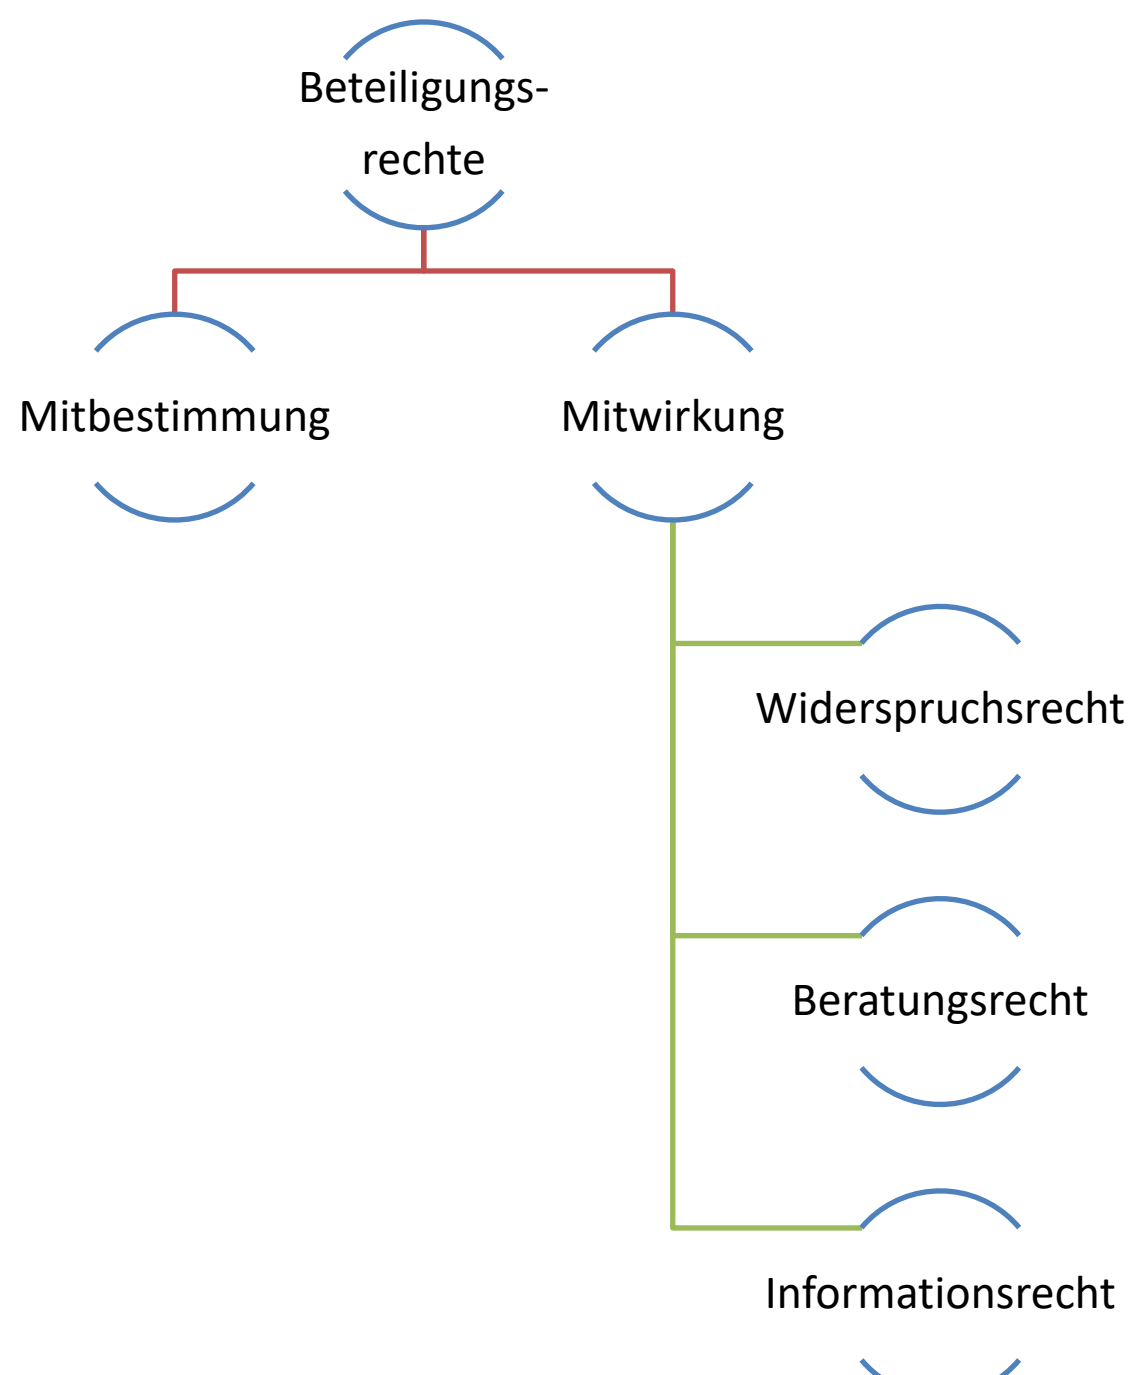 Beteiligungs-
rechte
Mitbestimmung
Mitwirkung
Widerspruchsrecht
Beratungsrecht
Informationsrecht